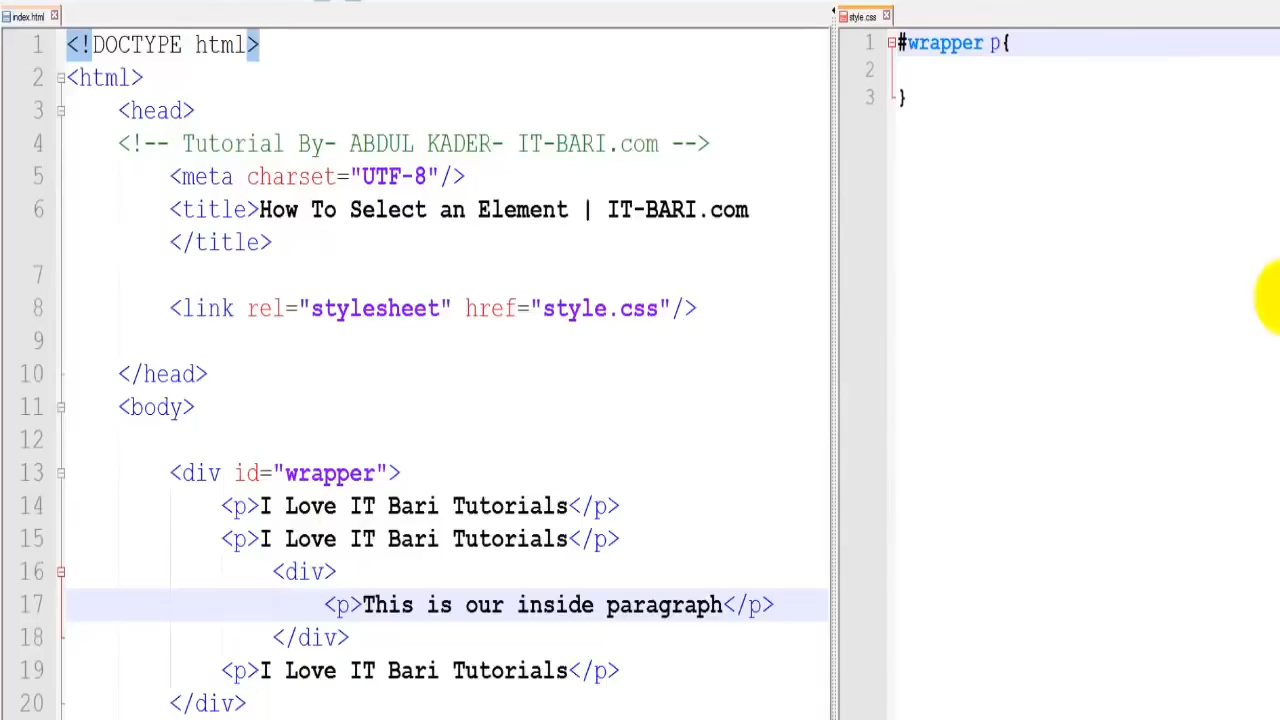 index.html
1 <!DOCTYPE html>
2 <html>
3 <head>
4 <!-- Tutorial By- ABDUL KADER- IT-BARI.com -->
5 <meta charset="UTF-8"/>
6 <title>How To Select an Element | IT-BARI.com
</title>
7
8 <link rel="stylesheet" href="style.css"/>
9
10 </head>
11 <body>
12
13 <div id="wrapper">
14 <p>I Love IT Bari Tutorials</p>
15 <p>I Love IT Bari Tutorials</p>
16 <div>
17 <p>This is our inside paragraph</p>
18 </div>
19 <p>I Love IT Bari Tutorials</p>
20 </div>
style.css
1 #wrapper p{
2
3 }